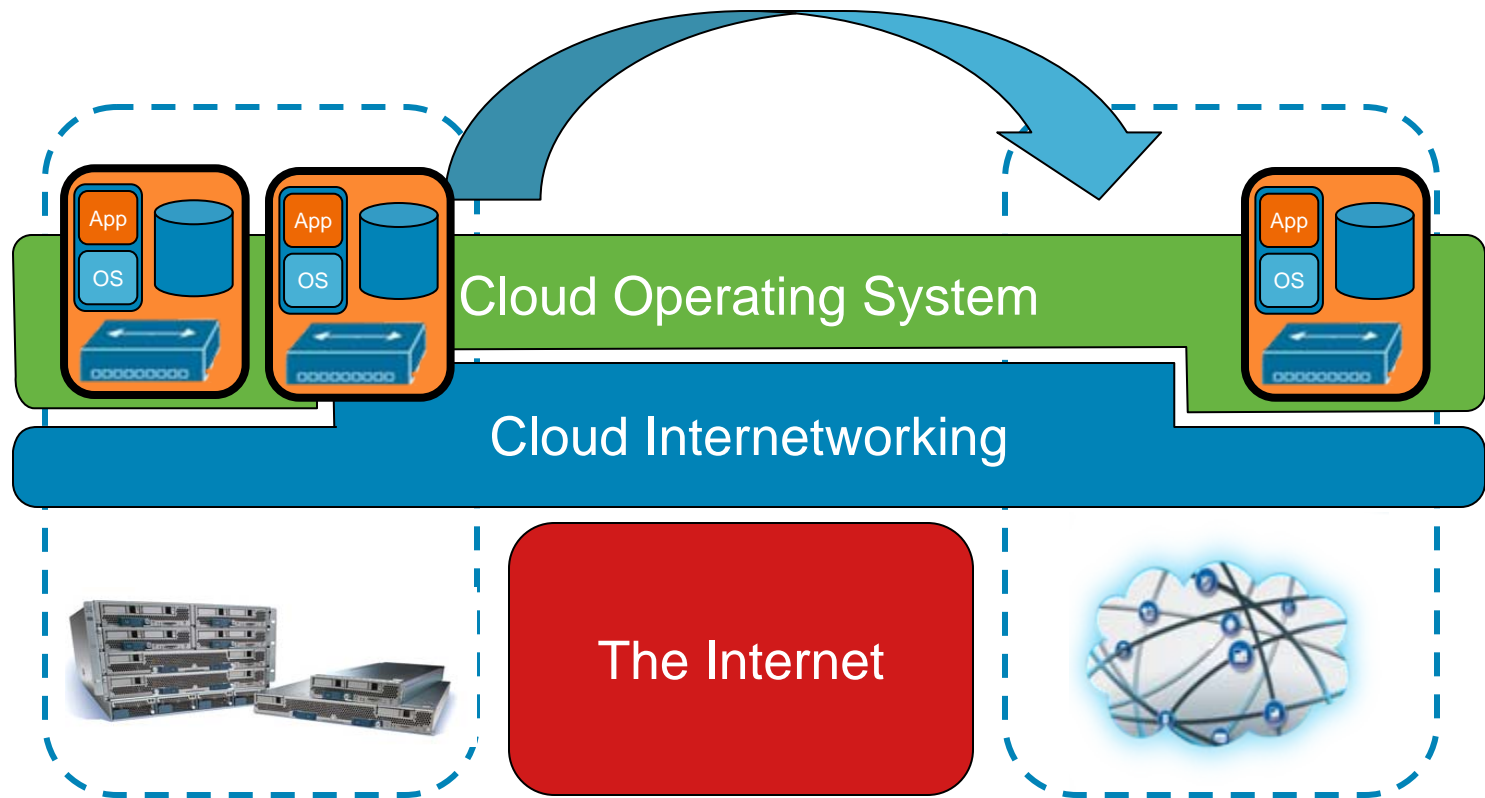 App
OS
App
OS
App
OS
Cloud Operating System
Cloud Internetworking
The Internet